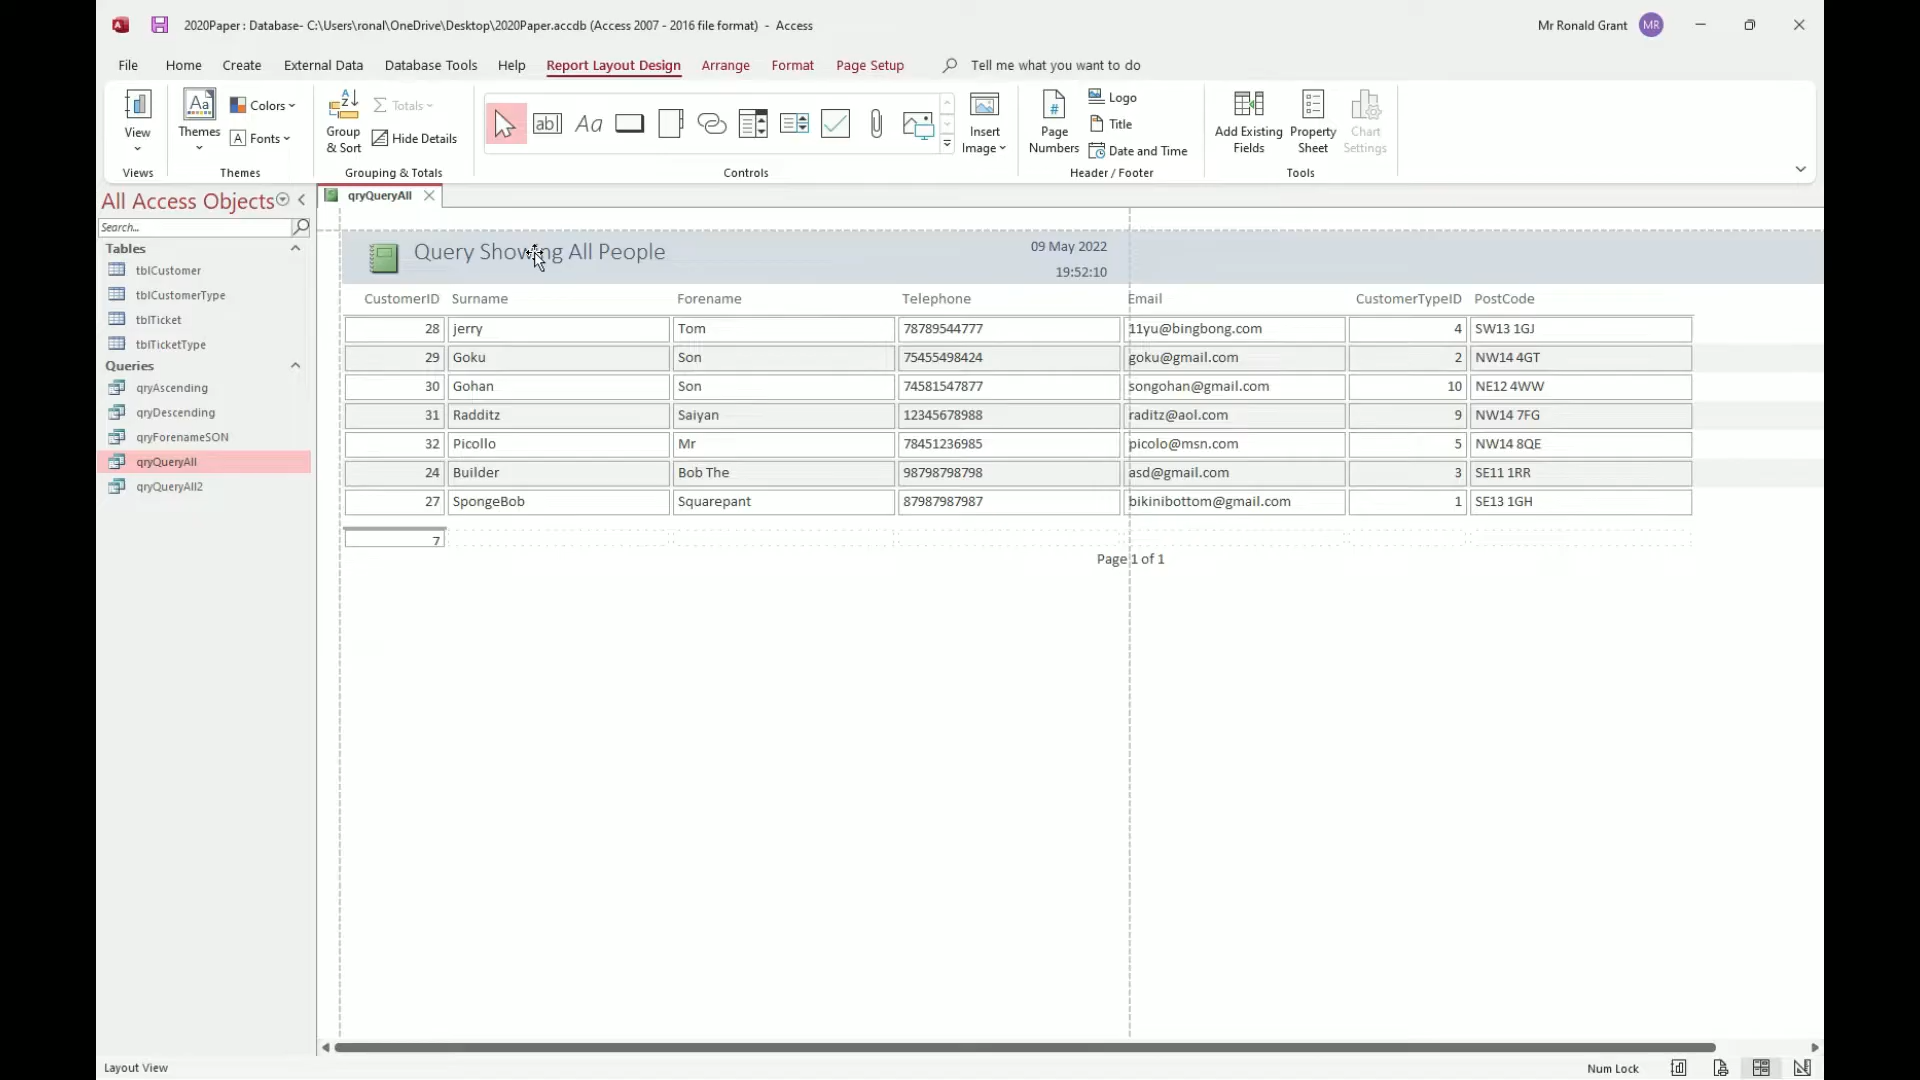 2020Paper : Database- C:\Users\ronal\OneDrive\Desktop\2020Paper.accdb (Access 2007 - 2016 file format) - Access
Mr Ronald Grant MR
File Home Create External Data Database Tools Help Report Layout Design Arrange Format Page Setup Tell me what you want to do
View
Views
Themes
Colors
Fonts
Themes
Group & Sort
Totals
Hide Details
Grouping & Totals
Controls
Insert Image
Page Numbers
Logo
Title
Date and Time
Header / Footer
Add Existing Fields
Property Sheet
Chart Settings
Tools
All Access Objects
Search...
Tables
tblCustomer
tblCustomerType
tblTicket
tblTicketType
Queries
qryAscending
qryDescending
qryForenameSON
qryQueryAll
qryQueryAll2
qryQueryAll
Query Showing All People
09 May 2022
19:52:10
CustomerID Surname Forename Telephone Email CustomerTypeID PostCode
28 jerry Tom 78789544777 11yu@bingbong.com 4 SW13 1GJ
29 Goku Son 75455498424 goku@gmail.com 2 NW14 4GT
30 Gohan Son 74581547877 songohan@gmail.com 10 NE12 4WW
31 Radditz Saiyan 12345678988 raditz@aol.com 9 NW14 7FG
32 Picollo Mr 78451236985 picolo@msn.com 5 NW14 8QE
24 Builder Bob The 98798798798 asd@gmail.com 3 SE11 1RR
27 SpongeBob Squarepant 87987987987 bikinibottom@gmail.com 1 SE13 1GH
7
Page 1 of 1
Layout View
Num Lock